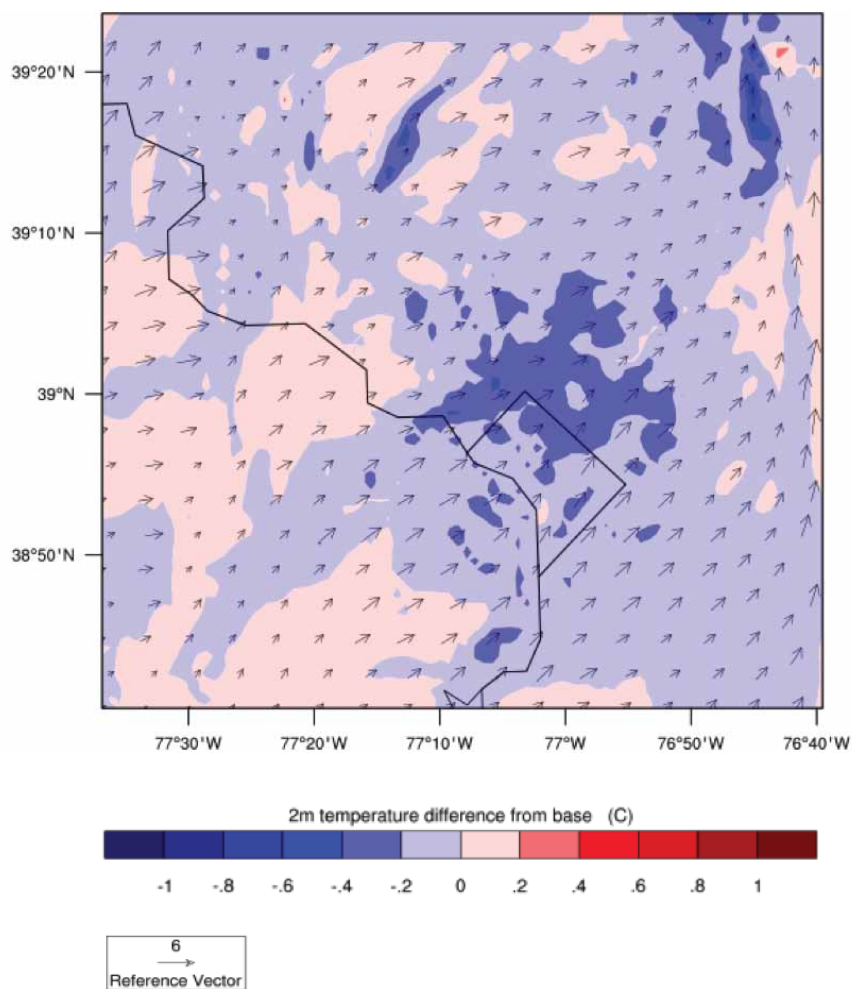 39°20'N
39°10'N
39°N
38°50'N
77°30'W 77°20'W 77°10'W 77°W 76°50'W 76°40'W
2m temperature difference from base (C)
-1 -.8 -.6 -.4 -.2 0 .2 .4 .6 .8 1
6
Reference Vector